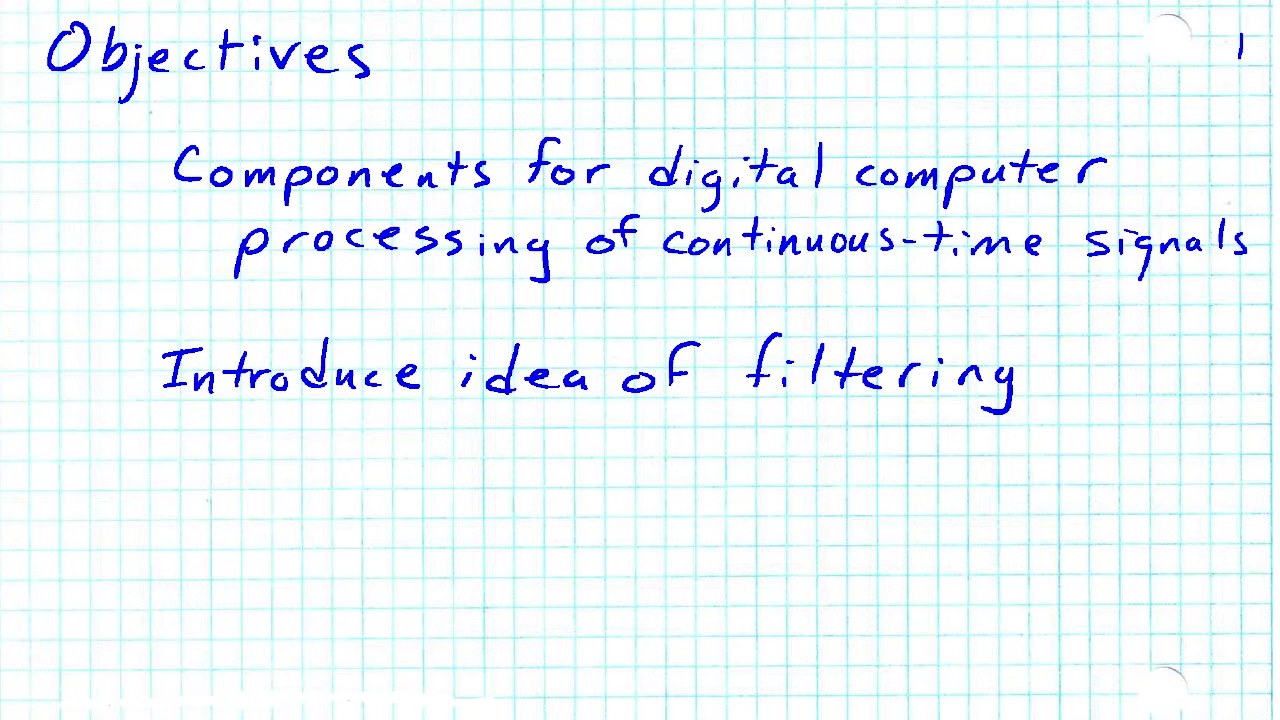 Objectives
1
Components for digital computer
processing of continuous-time signals
Introduce idea of filtering